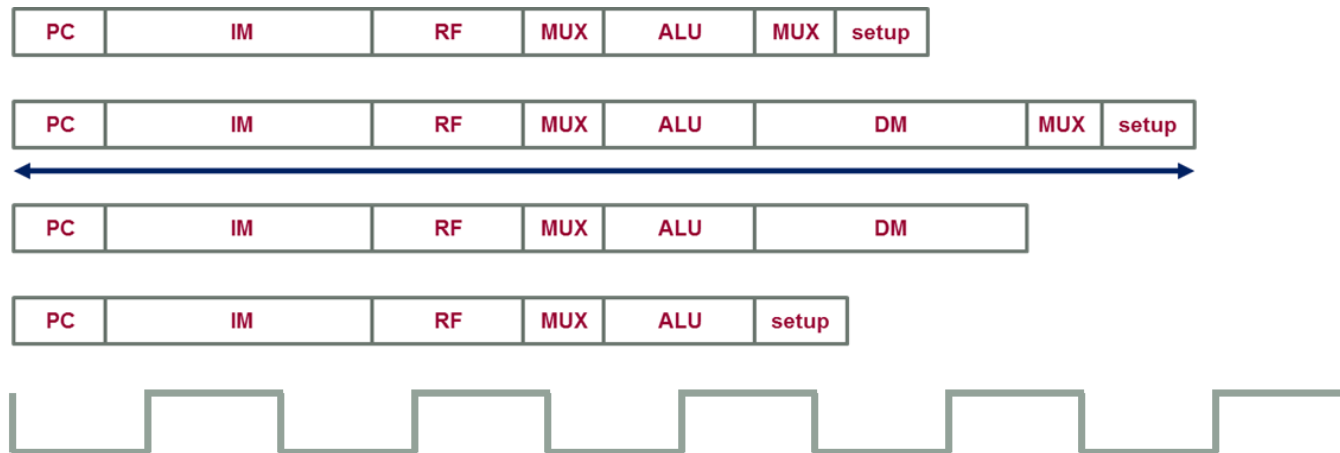 PC IM RF MUX ALU MUX setup
PC IM RF MUX ALU DM MUX setup
PC IM RF MUX ALU DM
PC IM RF MUX ALU setup